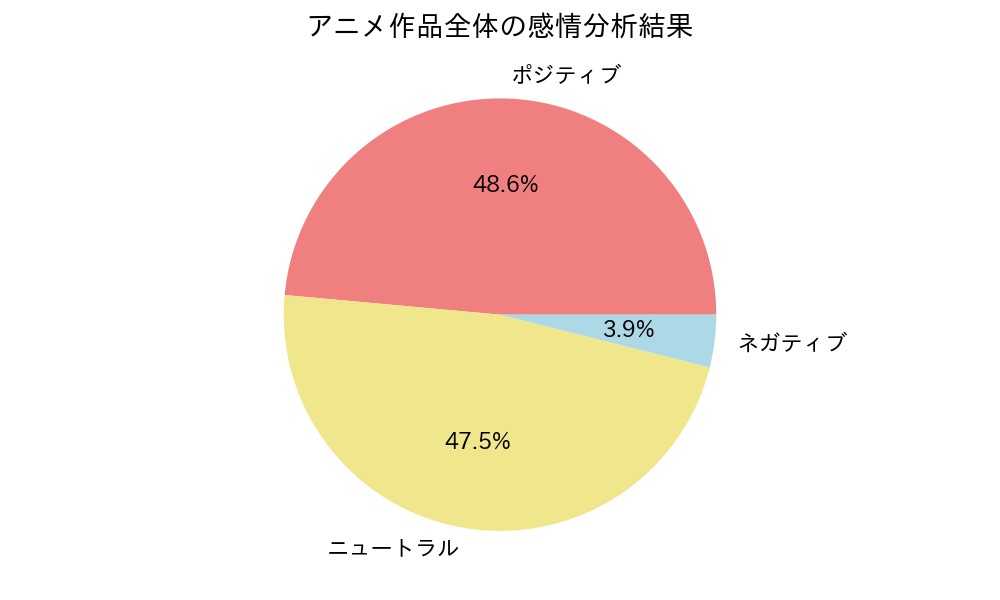 アニメ作品全体の感情分析結果
ポジティブ
48.6%
3.9%
ネガティブ
47.5%
ニュートラル